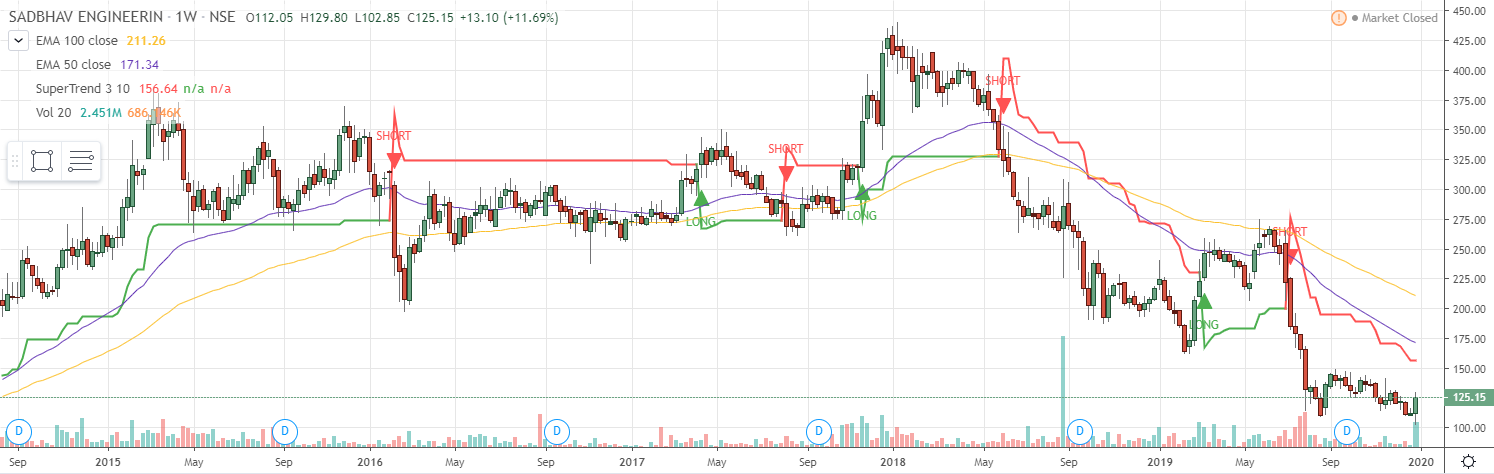 SADBHAV ENGINEERIN · 1W · NSE O112.05 H129.80 L102.85 C125.15 +13.10 (+11.69%)
! Market Closed
EMA 100 close 211.26
EMA 50 close 171.34
SuperTrend 3 10 156.64 n/a n/a
Vol 20 2.451M 686.146K
450.00
425.00
400.00
375.00
350.00
325.00
300.00
275.00
250.00
225.00
200.00
175.00
150.00
125.15
100.00
SHORT
SHORT
SHORT
SHORT
LONG
LONG
LONG
D D D D D D
Sep 2015 May Sep 2016 May Sep 2017 May Sep 2018 May Sep 2019 May Sep 2020